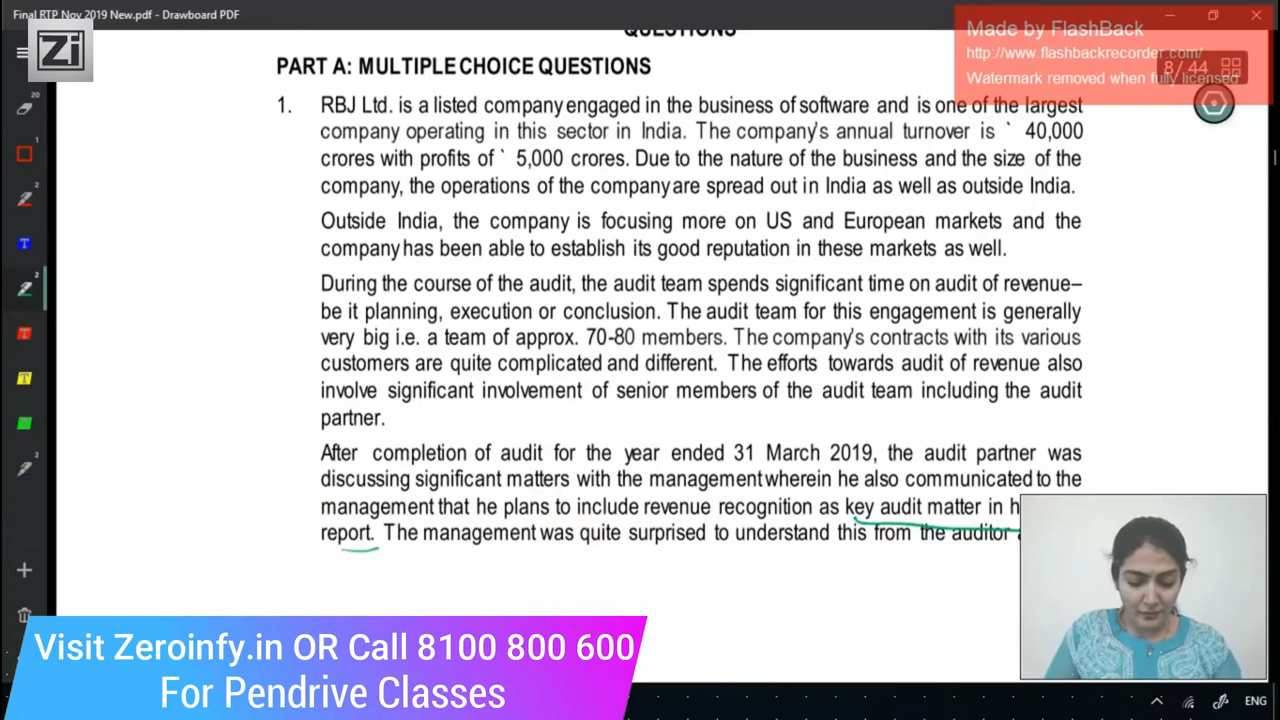 Final RTP Nov 2019 New.pdf - Drawboard PDF
Zi
Made by FlashBack
http://www.flashbackrecorder.com/
Watermark removed when fully licensed
8 / 44
QUESTIONS
PART A: MULTIPLE CHOICE QUESTIONS
1. RBJ Ltd. is a listed company engaged in the business of software and is one of the largest
company operating in this sector in India. The company's annual turnover is ` 40,000
crores with profits of ` 5,000 crores. Due to the nature of the business and the size of the
company, the operations of the company are spread out in India as well as outside India.
Outside India, the company is focusing more on US and European markets and the
company has been able to establish its good reputation in these markets as well.
During the course of the audit, the audit team spends significant time on audit of revenue–
be it planning, execution or conclusion. The audit team for this engagement is generally
very big i.e. a team of approx. 70-80 members. The company's contracts with its various
customers are quite complicated and different. The efforts towards audit of revenue also
involve significant involvement of senior members of the audit team including the audit
partner.
After completion of audit for the year ended 31 March 2019, the audit partner was
discussing significant matters with the management wherein he also communicated to the
management that he plans to include revenue recognition as key audit matter in
report. The management was quite surprised to understand this from the auditor
20
1
2
2
2
T
T
T
Visit Zeroinfy.in OR Call 8100 800 600
For Pendrive Classes
ENG